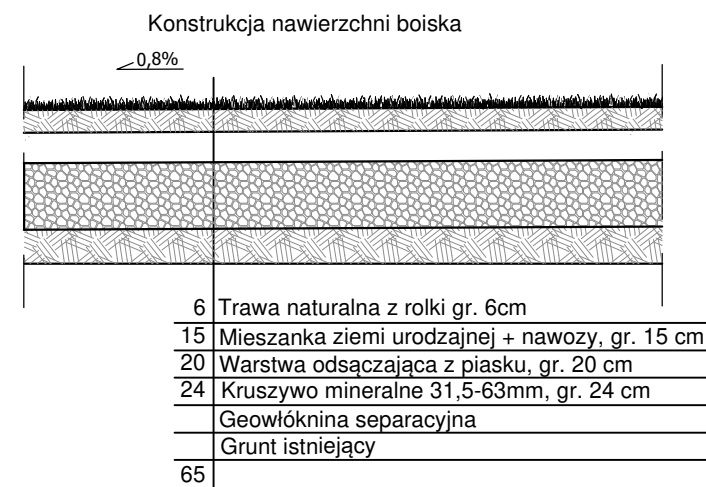 Konstrukcja nawierzchni boiska
0,8%
6 Trawa naturalna z rolki gr. 6cm
15 Mieszanka ziemi urodzajnej + nawozy, gr. 15 cm
20 Warstwa odsączająca z piasku, gr. 20 cm
24 Kruszywo mineralne 31,5-63mm, gr. 24 cm
Geowłóknina separacyjna
Grunt istniejący
65